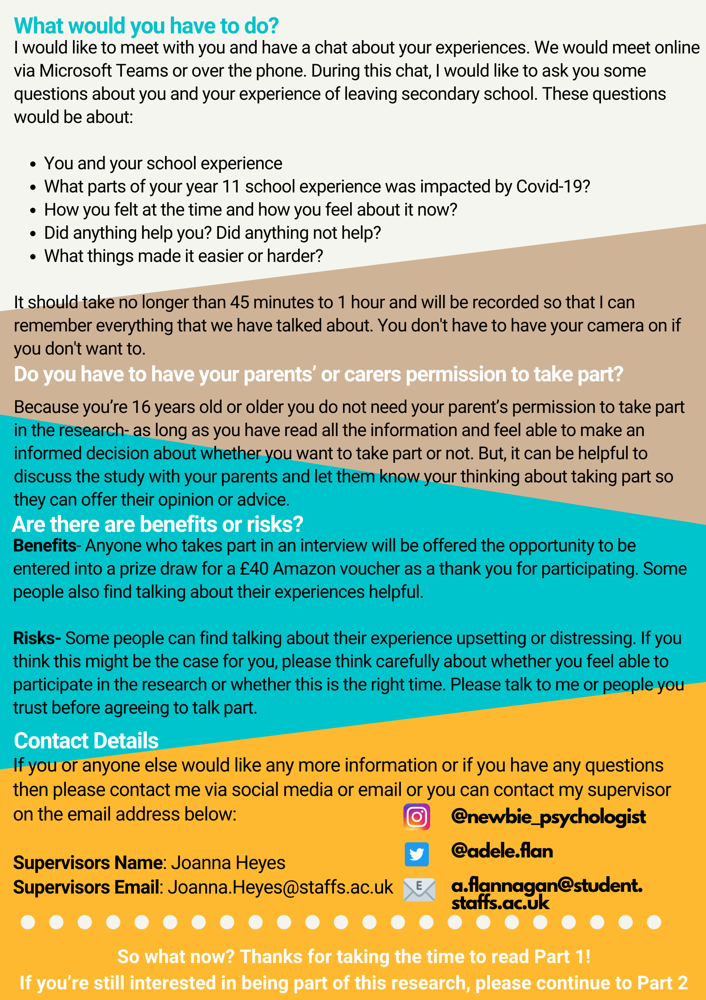 What would you have to do?
I would like to meet with you and have a chat about your experiences. We would meet online
via Microsoft Teams or over the phone. During this chat, I would like to ask you some
questions about you and your experience of leaving secondary school. These questions
would be about:
• You and your school experience
• What parts of your year 11 school experience was impacted by Covid-19?
• How you felt at the time and how you feel about it now?
• Did anything help you? Did anything not help?
• What things made it easier or harder?
It should take no longer than 45 minutes to 1 hour and will be recorded so that I can
remember everything that we have talked about. You don't have to have your camera on if
you don't want to.
Do you have to have your parents’ or carers permission to take part?
Because you’re 16 years old or older you do not need your parent’s permission to take part
in the research- as long as you have read all the information and feel able to make an
informed decision about whether you want to take part or not. But, it can be helpful to
discuss the study with your parents and let them know your thinking about taking part so
they can offer their opinion or advice.
Are there are benefits or risks?
Benefits- Anyone who takes part in an interview will be offered the opportunity to be
entered into a prize draw for a £40 Amazon voucher as a thank you for participating. Some
people also find talking about their experiences helpful.
Risks- Some people can find talking about their experience upsetting or distressing. If you
think this might be the case for you, please think carefully about whether you feel able to
participate in the research or whether this is the right time. Please talk to me or people you
trust before agreeing to talk part.
Contact Details
If you or anyone else would like any more information or if you have any questions
then please contact me via social media or email or you can contact my supervisor
on the email address below:
Supervisors Name: Joanna Heyes
Supervisors Email: Joanna.Heyes@staffs.ac.uk
@newbie_psychologist
@adele.flan
E
a.flannagan@student.
staffs.ac.uk
So what now? Thanks for taking the time to read Part 1!
If you’re still interested in being part of this research, please continue to Part 2